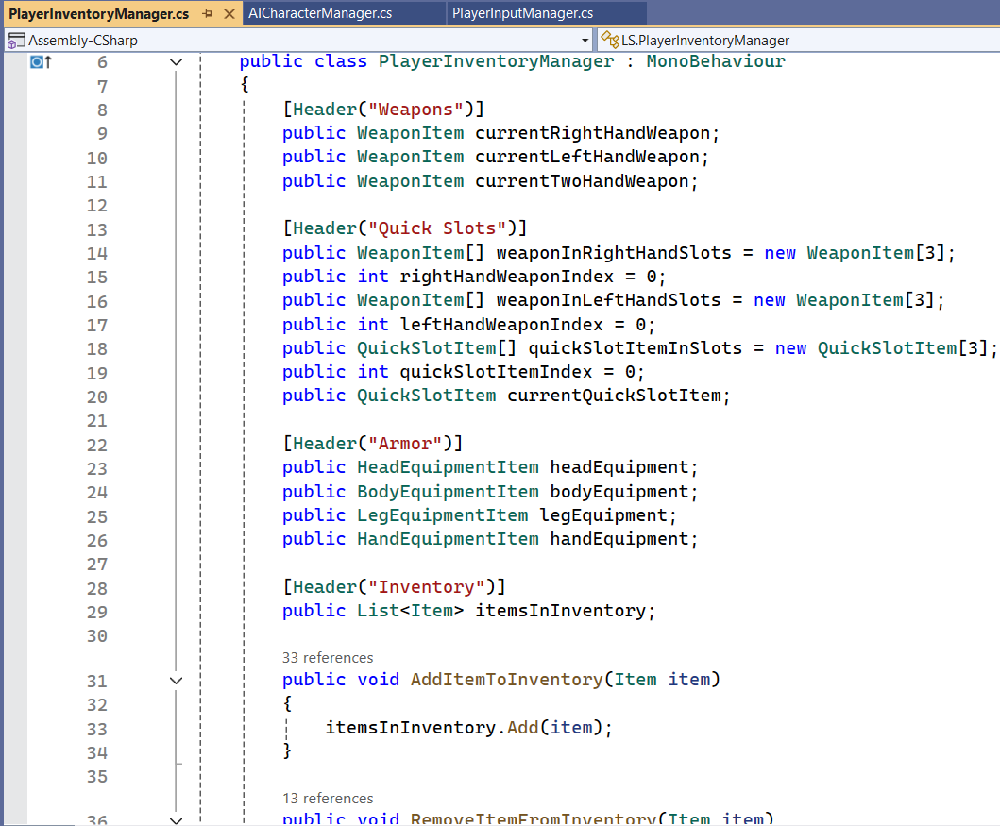 PlayerInventoryManager.cs AICharacterManager.cs PlayerInputManager.cs
Assembly-CSharp LS.PlayerInventoryManager
6 public class PlayerInventoryManager : MonoBehaviour
7 {
8 [Header("Weapons")]
9 public WeaponItem currentRightHandWeapon;
10 public WeaponItem currentLeftHandWeapon;
11 public WeaponItem currentTwoHandWeapon;
12
13 [Header("Quick Slots")]
14 public WeaponItem[] weaponInRightHandSlots = new WeaponItem[3];
15 public int rightHandWeaponIndex = 0;
16 public WeaponItem[] weaponInLeftHandSlots = new WeaponItem[3];
17 public int leftHandWeaponIndex = 0;
18 public QuickSlotItem[] quickSlotItemInSlots = new QuickSlotItem[3];
19 public int quickSlotItemIndex = 0;
20 public QuickSlotItem currentQuickSlotItem;
21
22 [Header("Armor")]
23 public HeadEquipmentItem headEquipment;
24 public BodyEquipmentItem bodyEquipment;
25 public LegEquipmentItem legEquipment;
26 public HandEquipmentItem handEquipment;
27
28 [Header("Inventory")]
29 public List<Item> itemsInInventory;
30
33 references
31 public void AddItemToInventory(Item item)
32 {
33 itemsInInventory.Add(item);
34 }
35
13 references
36 public void RemoveItemFromInventory(Item item)